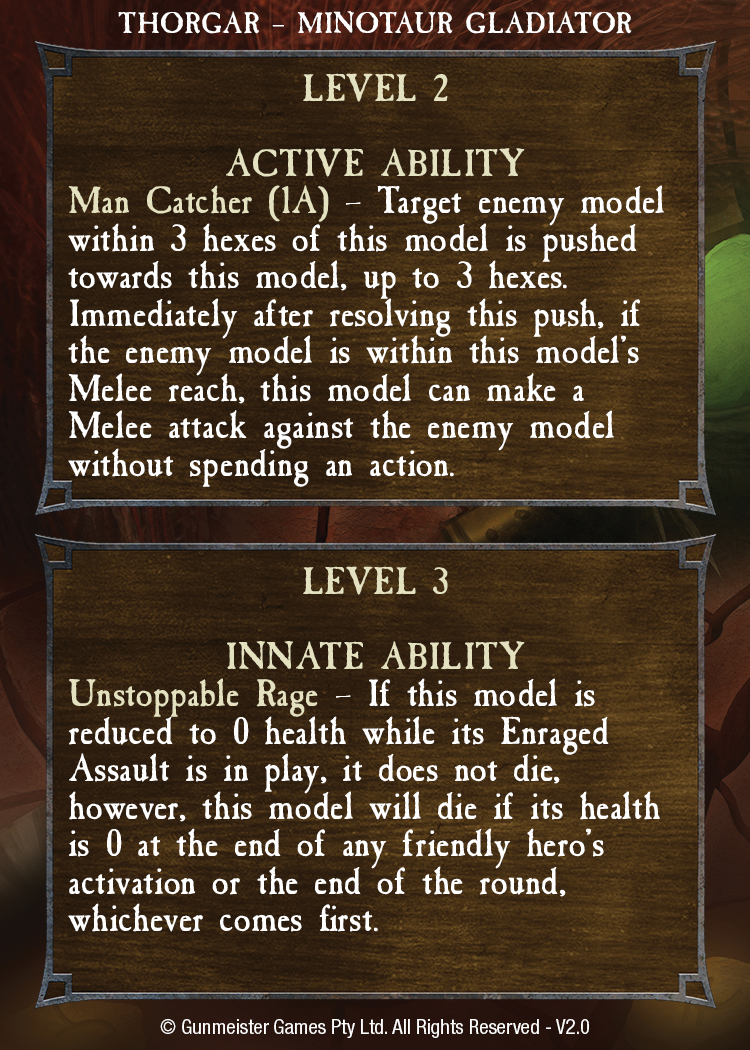 THORGAR – MINOTAUR GLADIATOR
LEVEL 2
ACTIVE ABILITY
Man Catcher (1A) – Target enemy model
within 3 hexes of this model is pushed
towards this model, up to 3 hexes.
Immediately after resolving this push, if
the enemy model is within this model's
Melee reach, this model can make a
Melee attack against the enemy model
without spending an action.
LEVEL 3
INNATE ABILITY
Unstoppable Rage – If this model is
reduced to 0 health while its Enraged
Assault is in play, it does not die,
however, this model will die if its health
is 0 at the end of any friendly hero's
activation or the end of the round,
whichever comes first.
© Gunmeister Games Pty Ltd. All Rights Reserved - V2.0